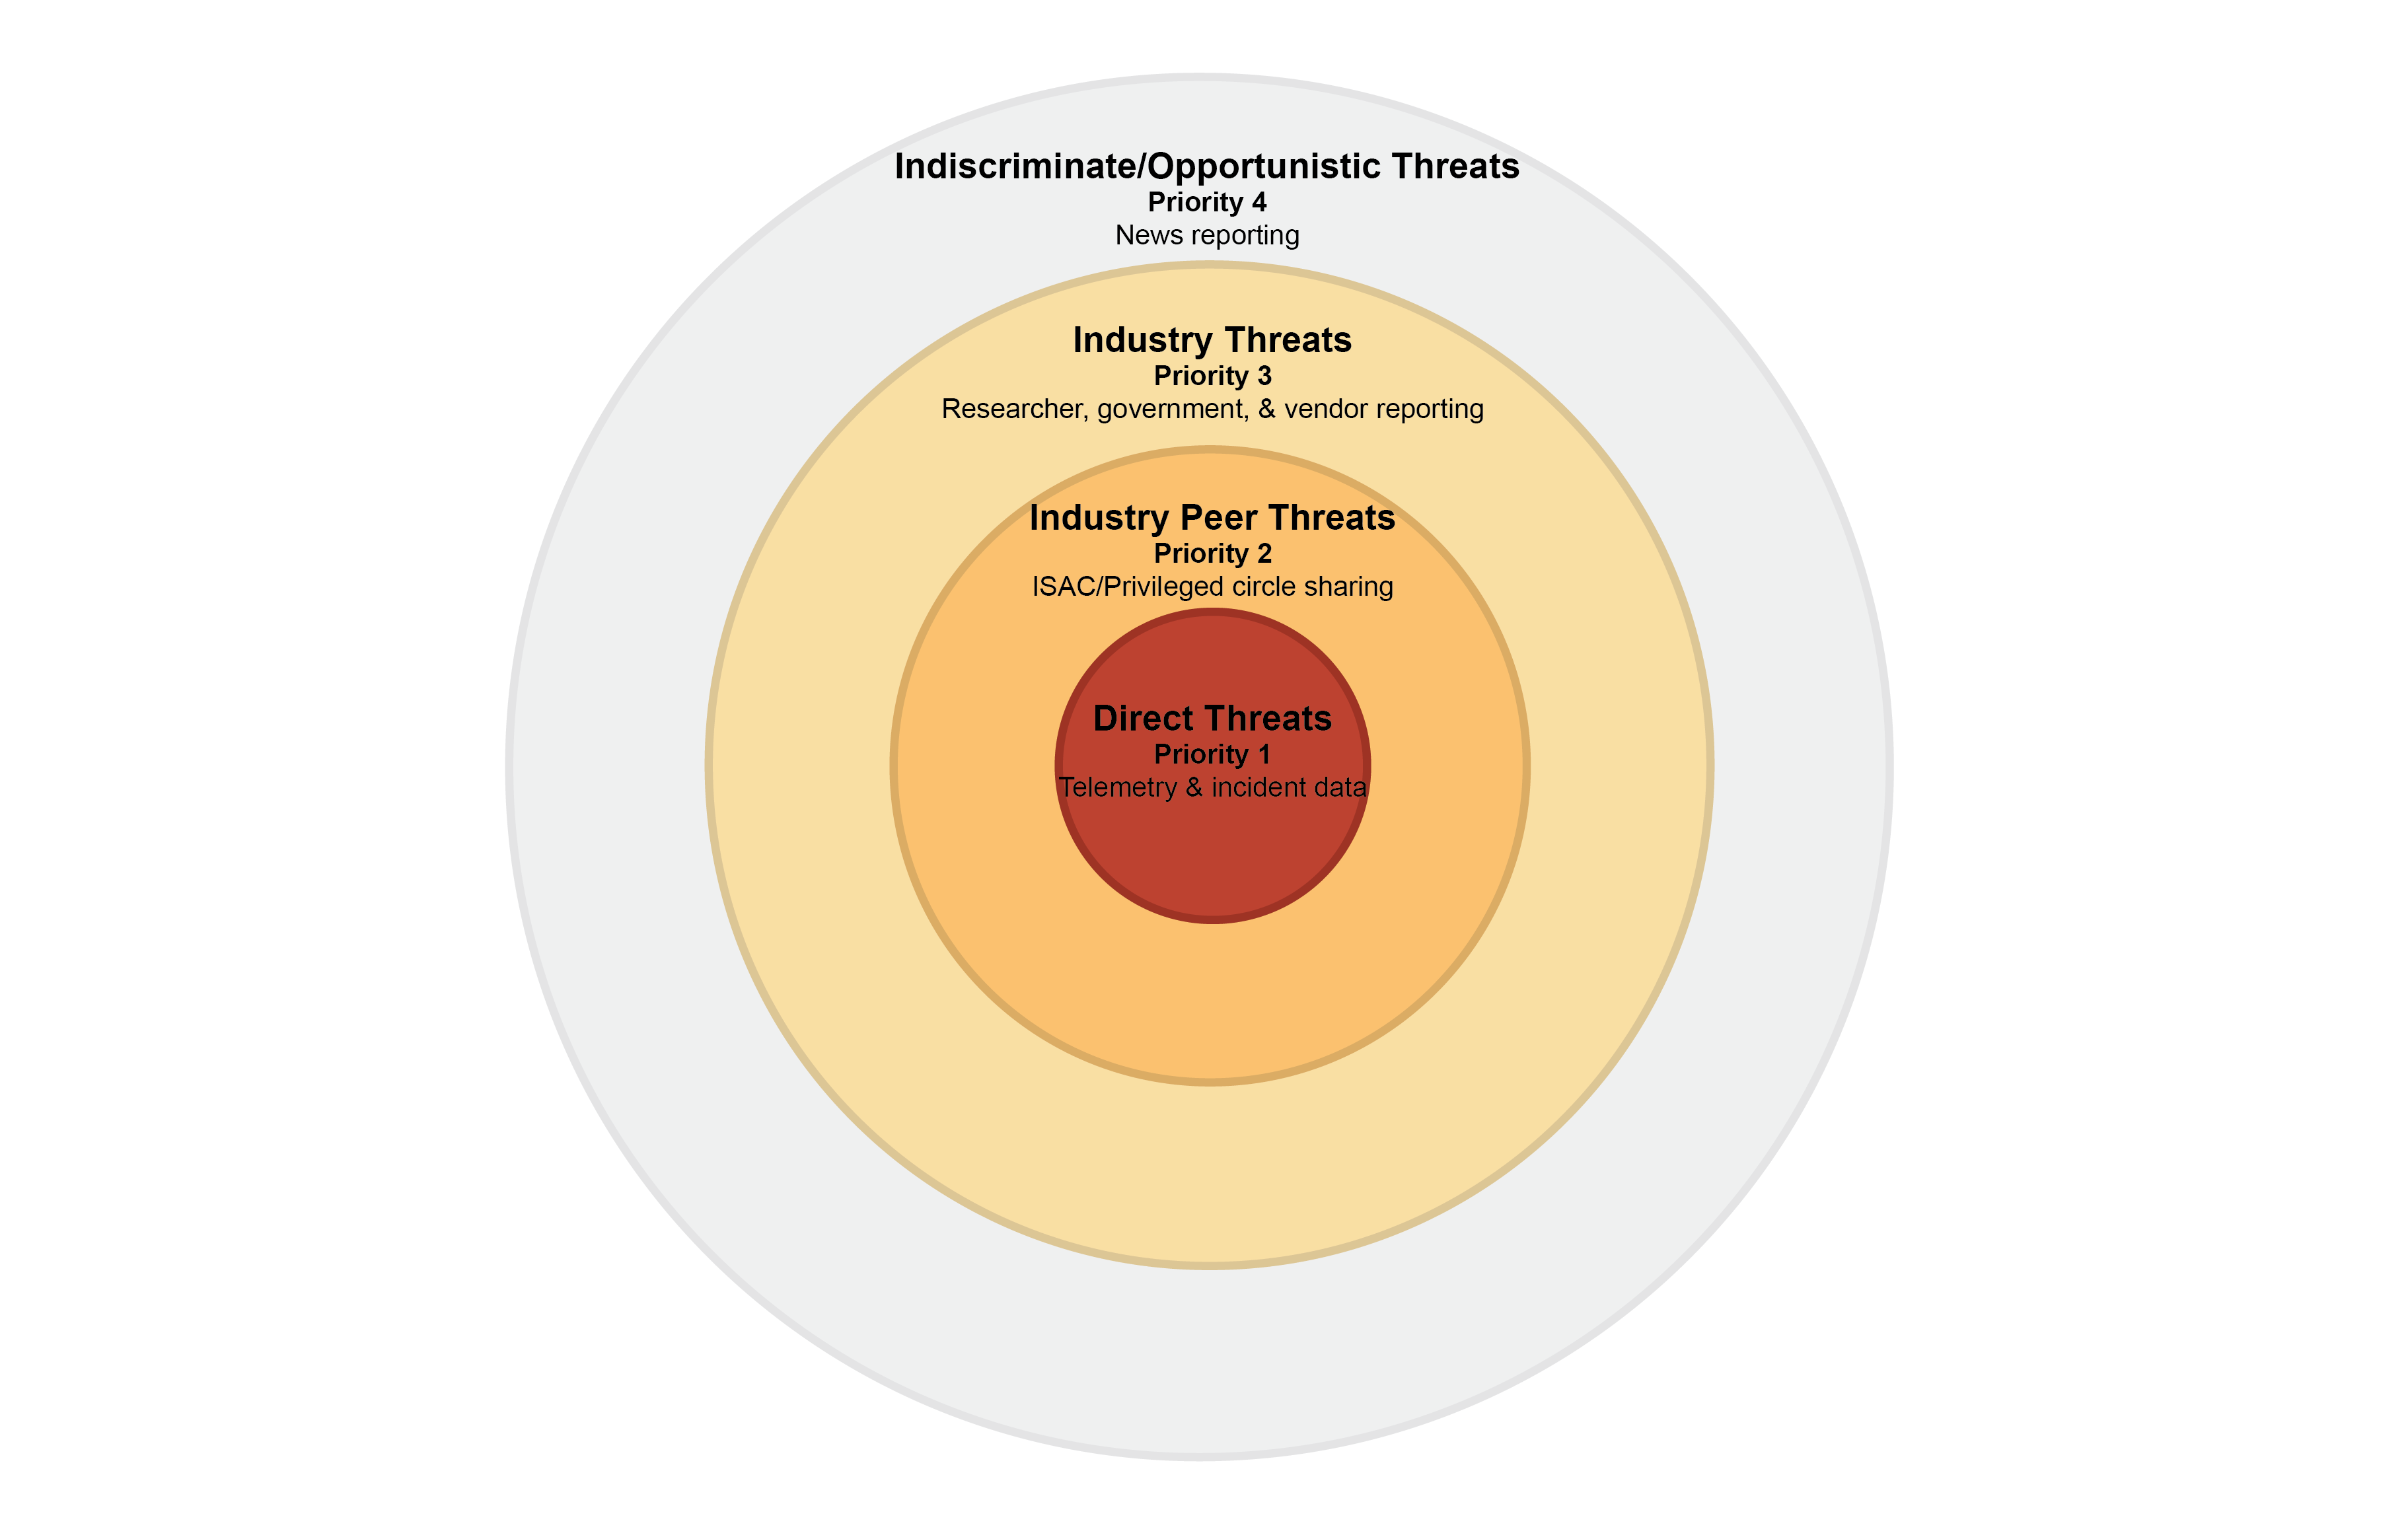 Indiscriminate/Opportunistic Threats
Priority 4
News reporting
Industry Threats
Priority 3
Researcher, government, & vendor reporting
Industry Peer Threats
Priority 2
ISAC/Privileged circle sharing
Direct Threats
Priority 1
Telemetry & incident data